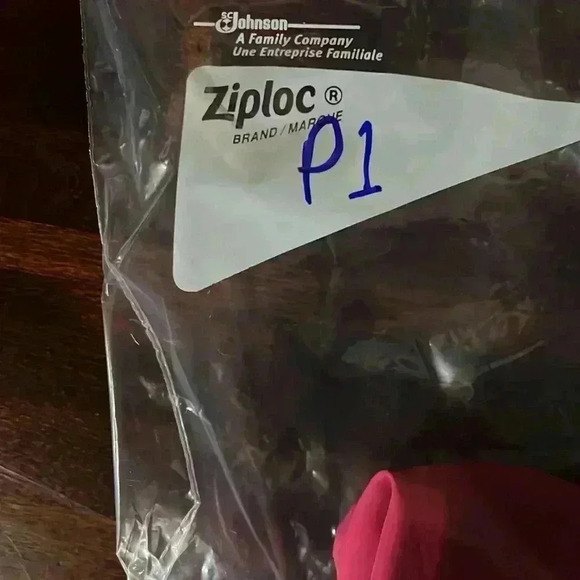 SC Johnson
A Family Company
Une Entreprise Familiale
Ziploc ®
BRAND / MARQUE
P1